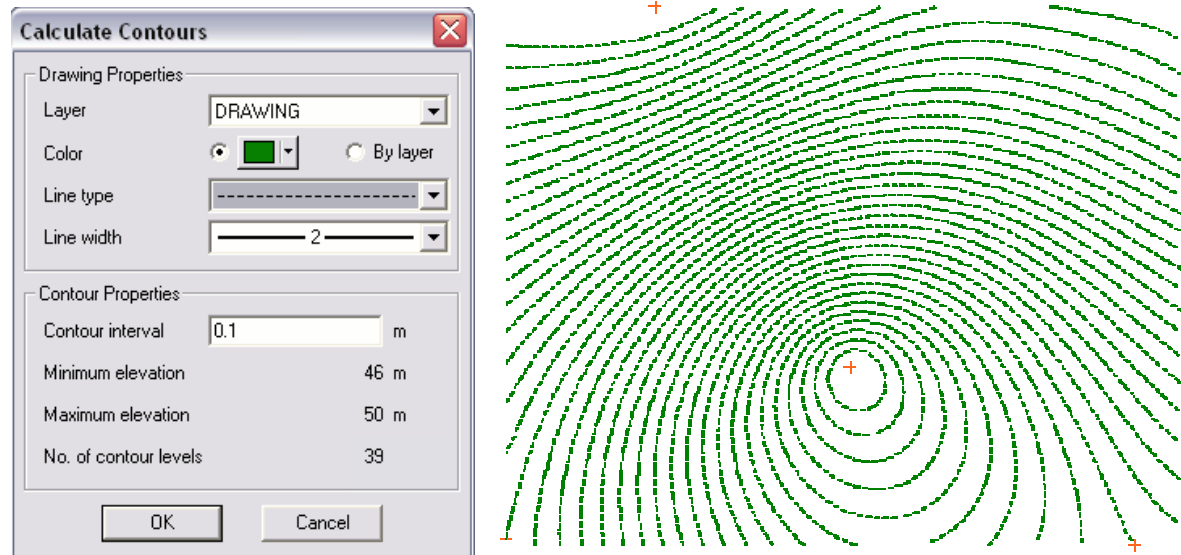 Calculate Contours
Drawing Properties
Layer DRAWING
Color By layer
Line type
Line width 2
Contour Properties
Contour interval 0.1 m
Minimum elevation 46 m
Maximum elevation 50 m
No. of contour levels 39
OK Cancel